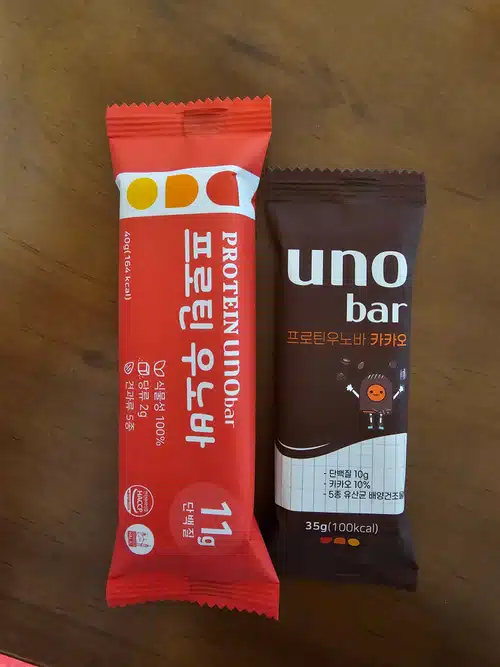 PROTEIN uno bar
프로틴 우노바
40g(164 kcal)
식물성 100%
당류 2g
견과류 5종
11g
단백질
HACCP
uno
bar
프로틴우노바 카카오
- 단백질 10g
- 카카오 10%
- 5종 유산균 배양건조물
35g(100kcal)